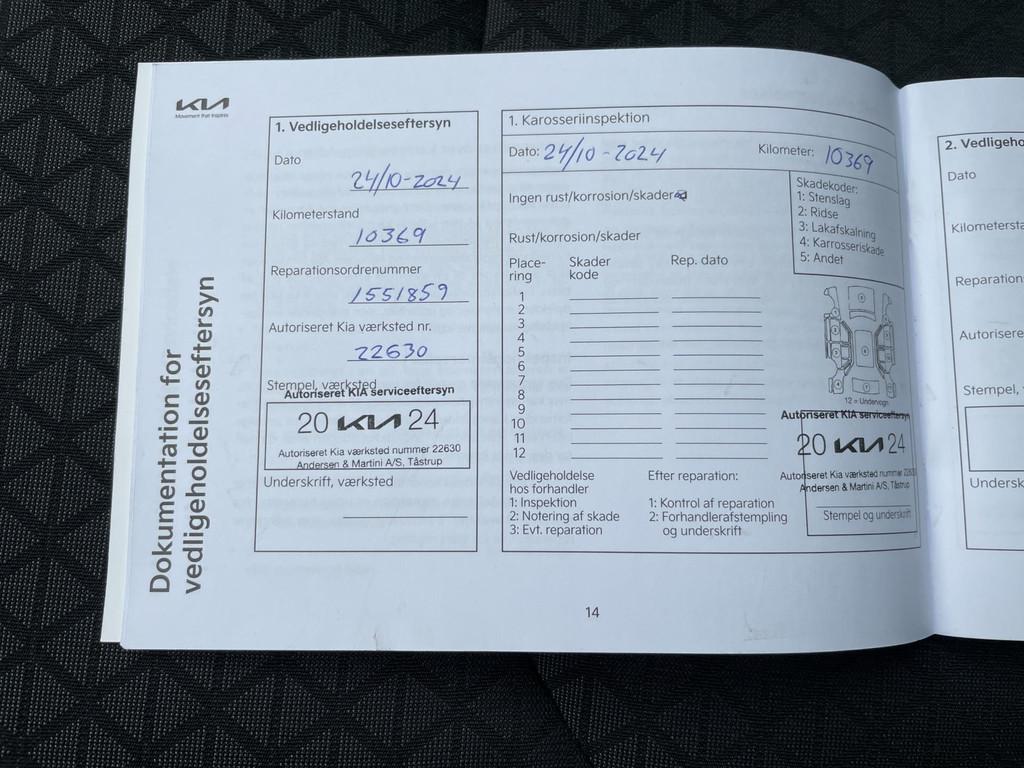 KIA
Movement that inspires
Dokumentation for
vedligeholdelseseftersyn
1. Vedligeholdelseseftersyn
Dato
24/10-2024
Kilometerstand
10369
Reparationsordrenummer
1551859
Autoriseret Kia værksted nr.
22630
Stempel, værksted
Autoriseret KIA serviceeftersyn
20 KIA 24
Autoriseret Kia værksted nummer 22630
Andersen & Martini A/S, Tåstrup
Underskrift, værksted
1. Karosseriinspektion
Dato: 24/10-2024 Kilometer: 10369
Ingen rust/korrosion/skader
Rust/korrosion/skader
Skadekoder:
1: Stenslag
2: Ridse
3: Lakafskalning
4: Karrosseriskade
5: Andet
Place-
ring
Skader
kode
Rep. dato
1
2
3
4
5
6
7
8
9
10
11
12
12 = Undervogn
Autoriseret KIA serviceeftersyn
20 KIA 24
Autoriseret Kia værksted nummer 22630
Andersen & Martini A/S, Tåstrup
Stempel og underskrift
Vedligeholdelse
hos forhandler
1: Inspektion
2: Notering af skade
3: Evt. reparation
Efter reparation:
1: Kontrol af reparation
2: Forhandlerafstempling
og underskrift
14
2. Vedligeho
Dato
Kilometersta
Reparation
Autorisere
Stempel,
Undersk